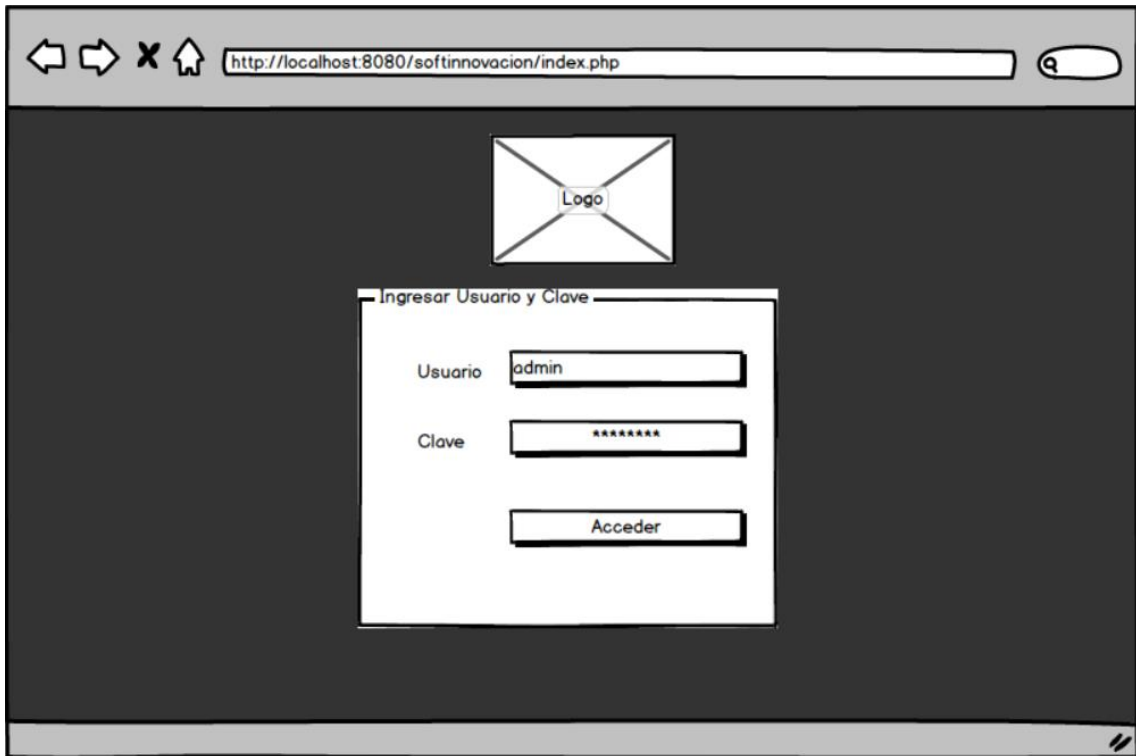 http://localhost:8080/softinnovacion/index.php
Logo
Ingresar Usuario y Clave
Usuario admin
Clave ********
Acceder